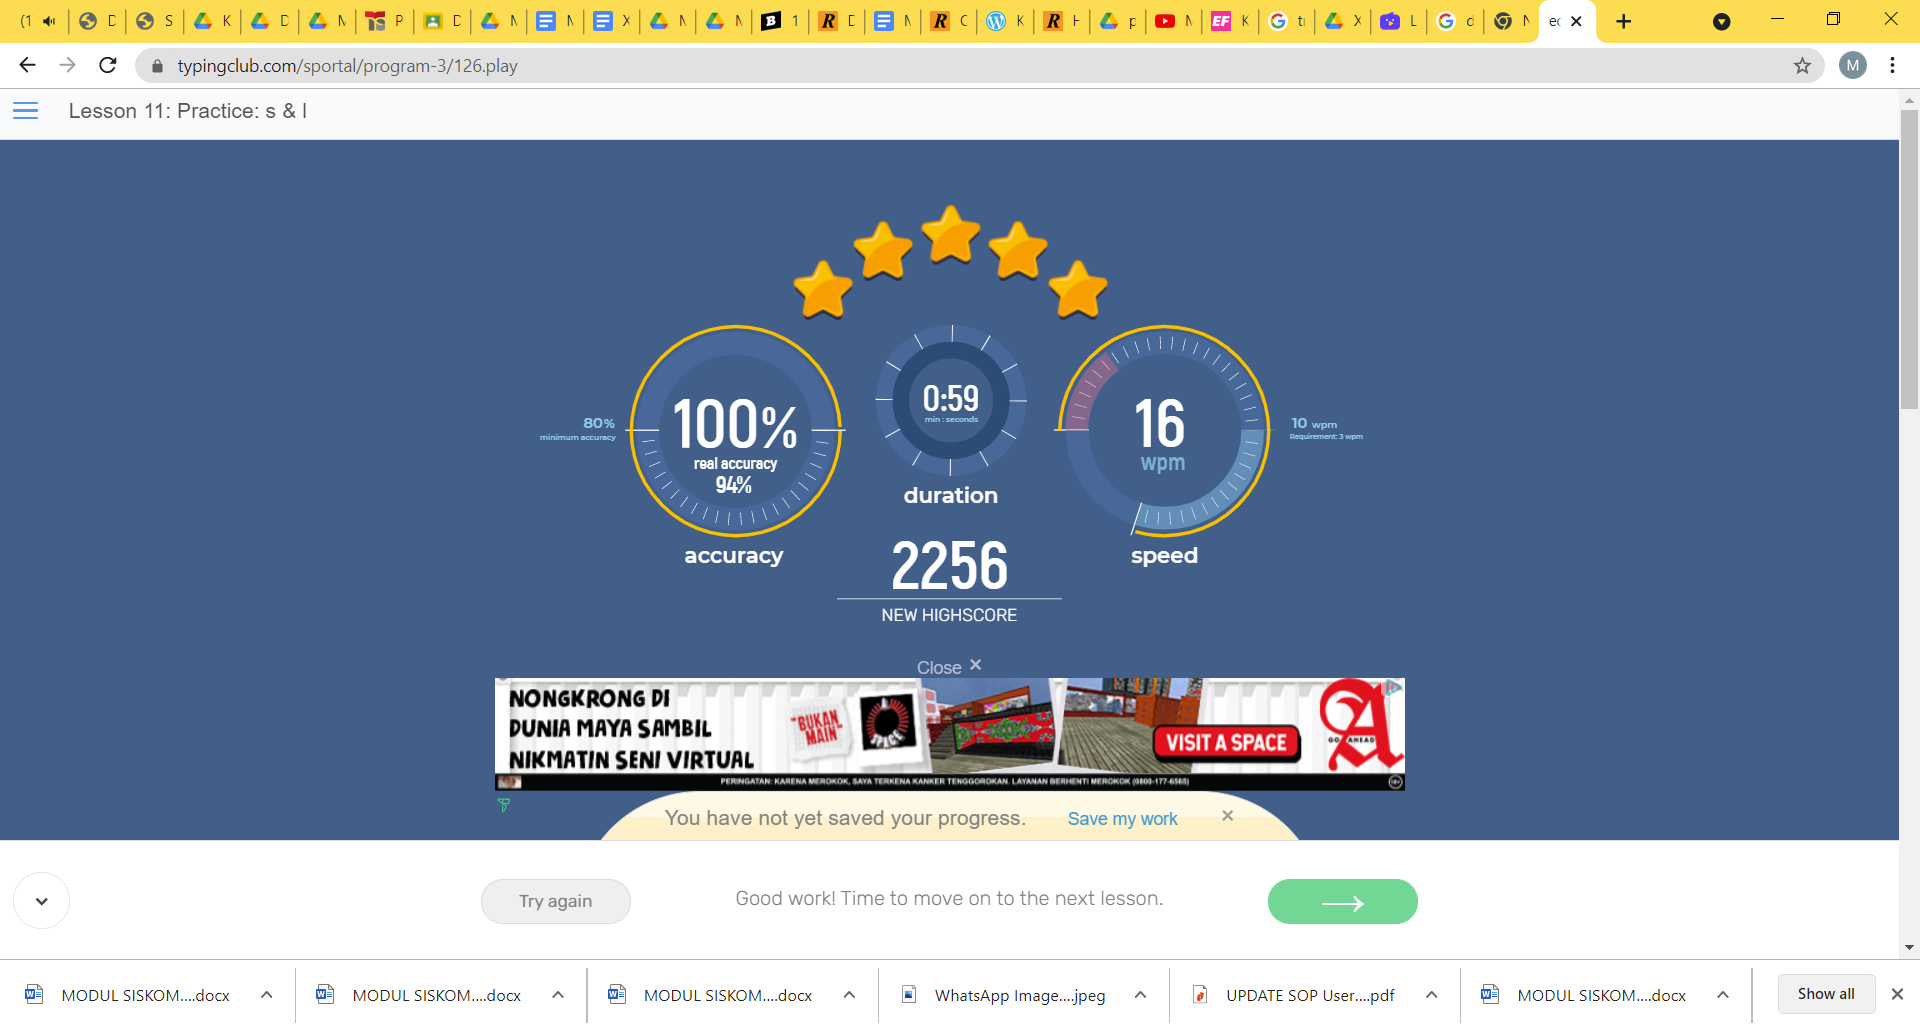 (1
D
S
K
D
M
P
D
M
M
X
M
M
1
D
M
C
K
H
p
M
EF K
tr
X
L
d
N
ec
typingclub.com/sportal/program-3/126.play
M
Lesson 11: Practice: s & l
80%
minimum accuracy
100%
real accuracy
94%
accuracy
0:59
min : seconds
duration
16
wpm
speed
10 wpm
Requirement: 3 wpm
2256
NEW HIGHSCORE
Close
NONGKRONG DI
DUNIA MAYA SAMBIL
NIKMATIN SENI VIRTUAL
"BUKAN
MAIN"
SPACE
VISIT A SPACE
A
GO AHEAD
PERINGATAN: KARENA MEROKOK, SAYA TERKENA KANKER TENGGOROKAN. LAYANAN BERHENTI MEROKOK (0800-177-6565)
18+
You have not yet saved your progress.
Save my work
Try again
Good work! Time to move on to the next lesson.
MODUL SISKOM....docx
MODUL SISKOM....docx
MODUL SISKOM....docx
WhatsApp Image....jpeg
UPDATE SOP User....pdf
MODUL SISKOM....docx
Show all